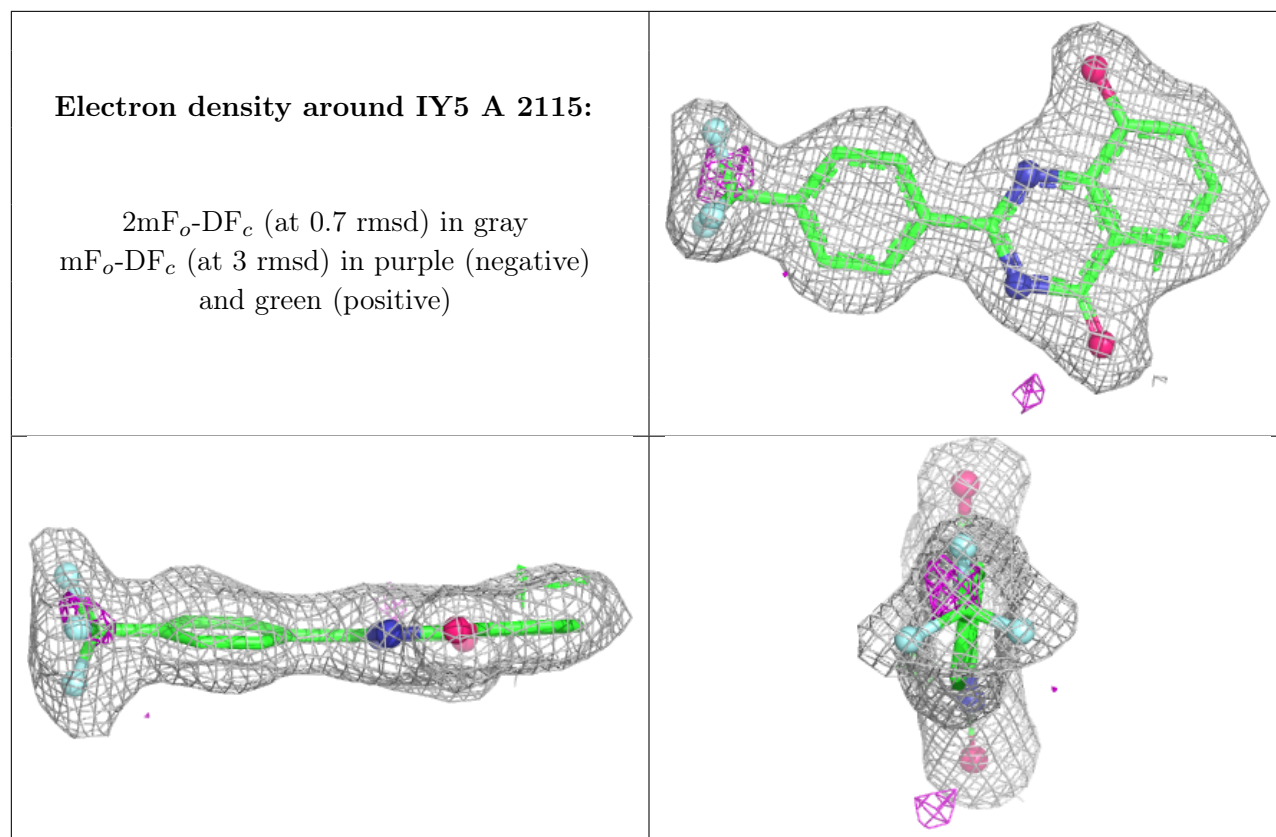 Electron density around IY5 A 2115:
2mFₒ-DF𝒸 (at 0.7 rmsd) in gray
mFₒ-DF𝒸 (at 3 rmsd) in purple (negative)
and green (positive)